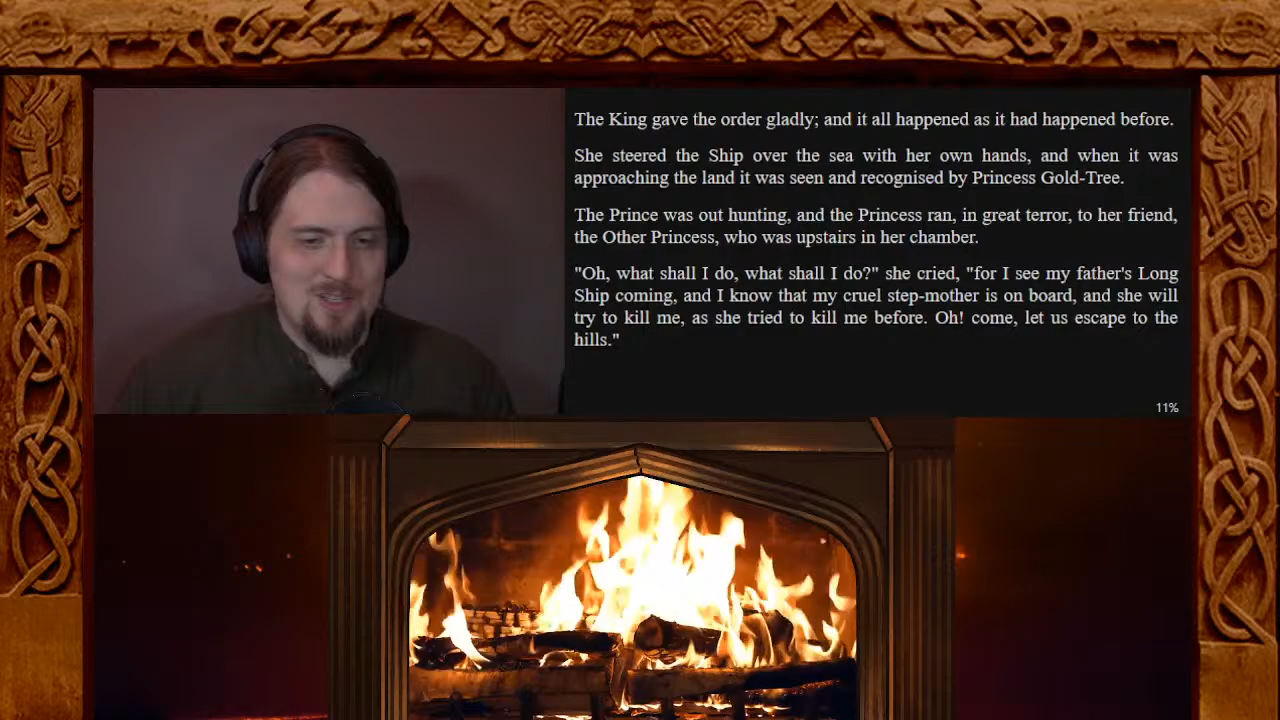 The King gave the order gladly; and it all happened as it had happened before.
She steered the Ship over the sea with her own hands, and when it was
approaching the land it was seen and recognised by Princess Gold-Tree.
The Prince was out hunting, and the Princess ran, in great terror, to her friend,
the Other Princess, who was upstairs in her chamber.
"Oh, what shall I do, what shall I do?" she cried, "for I see my father's Long
Ship coming, and I know that my cruel step-mother is on board, and she will
try to kill me, as she tried to kill me before. Oh! come, let us escape to the
hills."
11%